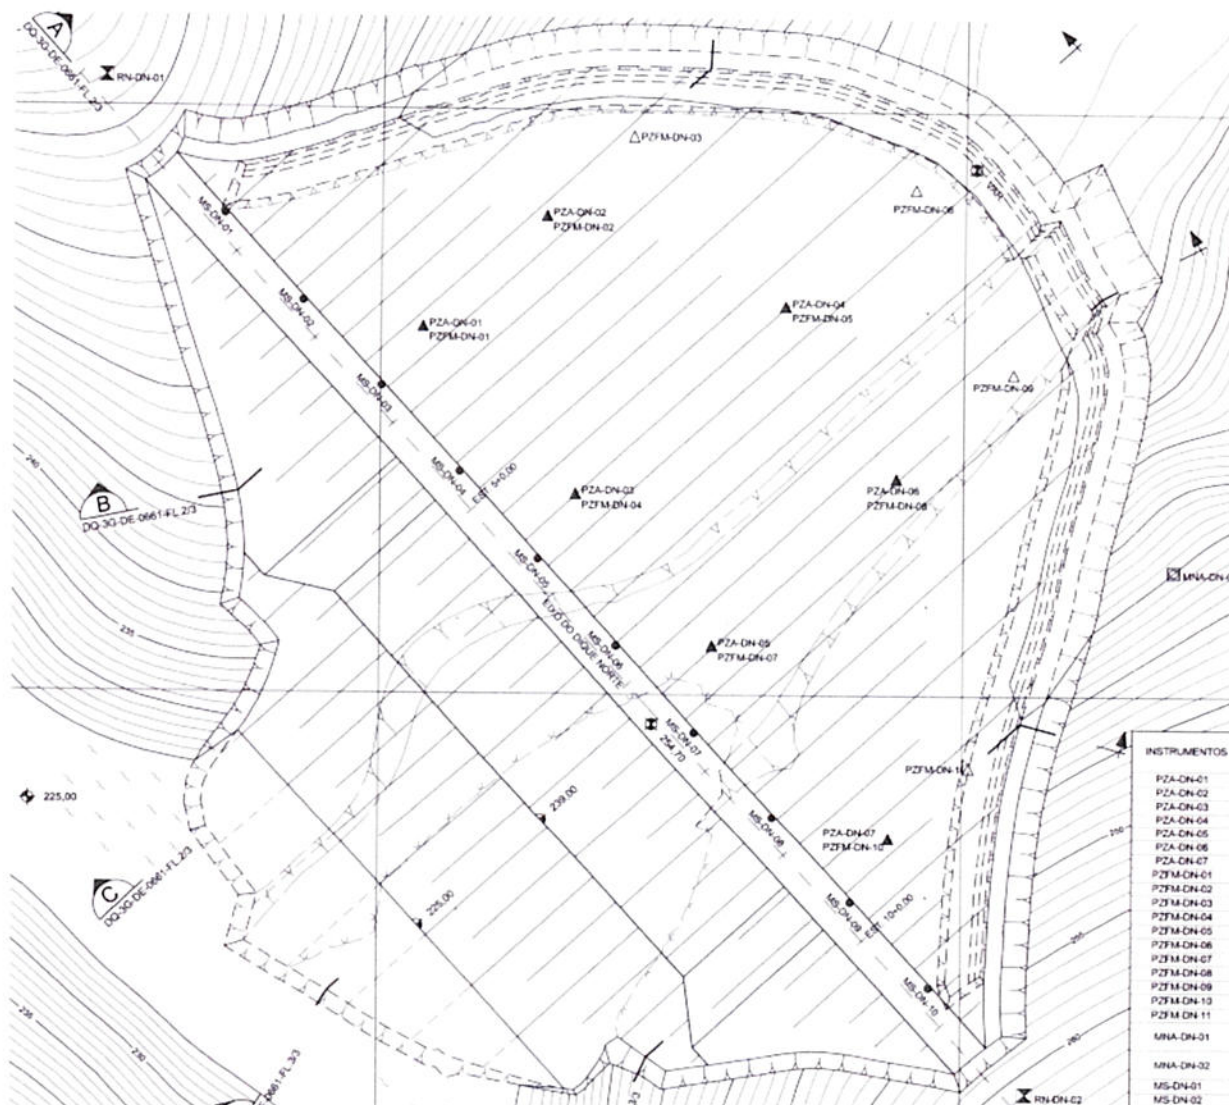 A
DQ-3G-DE-0661-FL.2/3
RN-DN-01
PZFM-DN-03
VAR.
PZFM-DN-06
MS-DN-01
PZA-DN-02
PZFM-DN-02
MS-DN-02
PZA-DN-01
PZFM-DN-01
PZA-DN-04
PZFM-DN-05
MS-DN-03
PZFM-DN-09
240
MS-DN-04
EST. 5+0,00
B
DQ-3G-DE-0661-FL.2/3
PZA-DN-03
PZFM-DN-04
PZA-DN-06
PZFM-DN-08
MS-DN-05
EIXO DO DIQUE NORTE
235
MS-DN-06
PZA-DN-05
PZFM-DN-07
MS-DN-07
254,70
225,00
239,00
MS-DN-08
PZFM-DN-11
PZA-DN-07
PZFM-DN-10
C
DQ-3G-DE-0661-FL.2/3
225,00
MS-DN-09
EST. 10+0,00
MS-DN-10
235
230
260
RN-DN-02
INSTRUMENTOS
PZA-DN-01
PZA-DN-02
PZA-DN-03
PZA-DN-04
PZA-DN-05
PZA-DN-06
PZA-DN-07
PZFM-DN-01
PZFM-DN-02
PZFM-DN-03
PZFM-DN-04
PZFM-DN-05
PZFM-DN-06
PZFM-DN-07
PZFM-DN-08
PZFM-DN-09
PZFM-DN-10
PZFM-DN-11
MNA-DN-01
MNA-DN-02
MS-DN-01
MS-DN-02